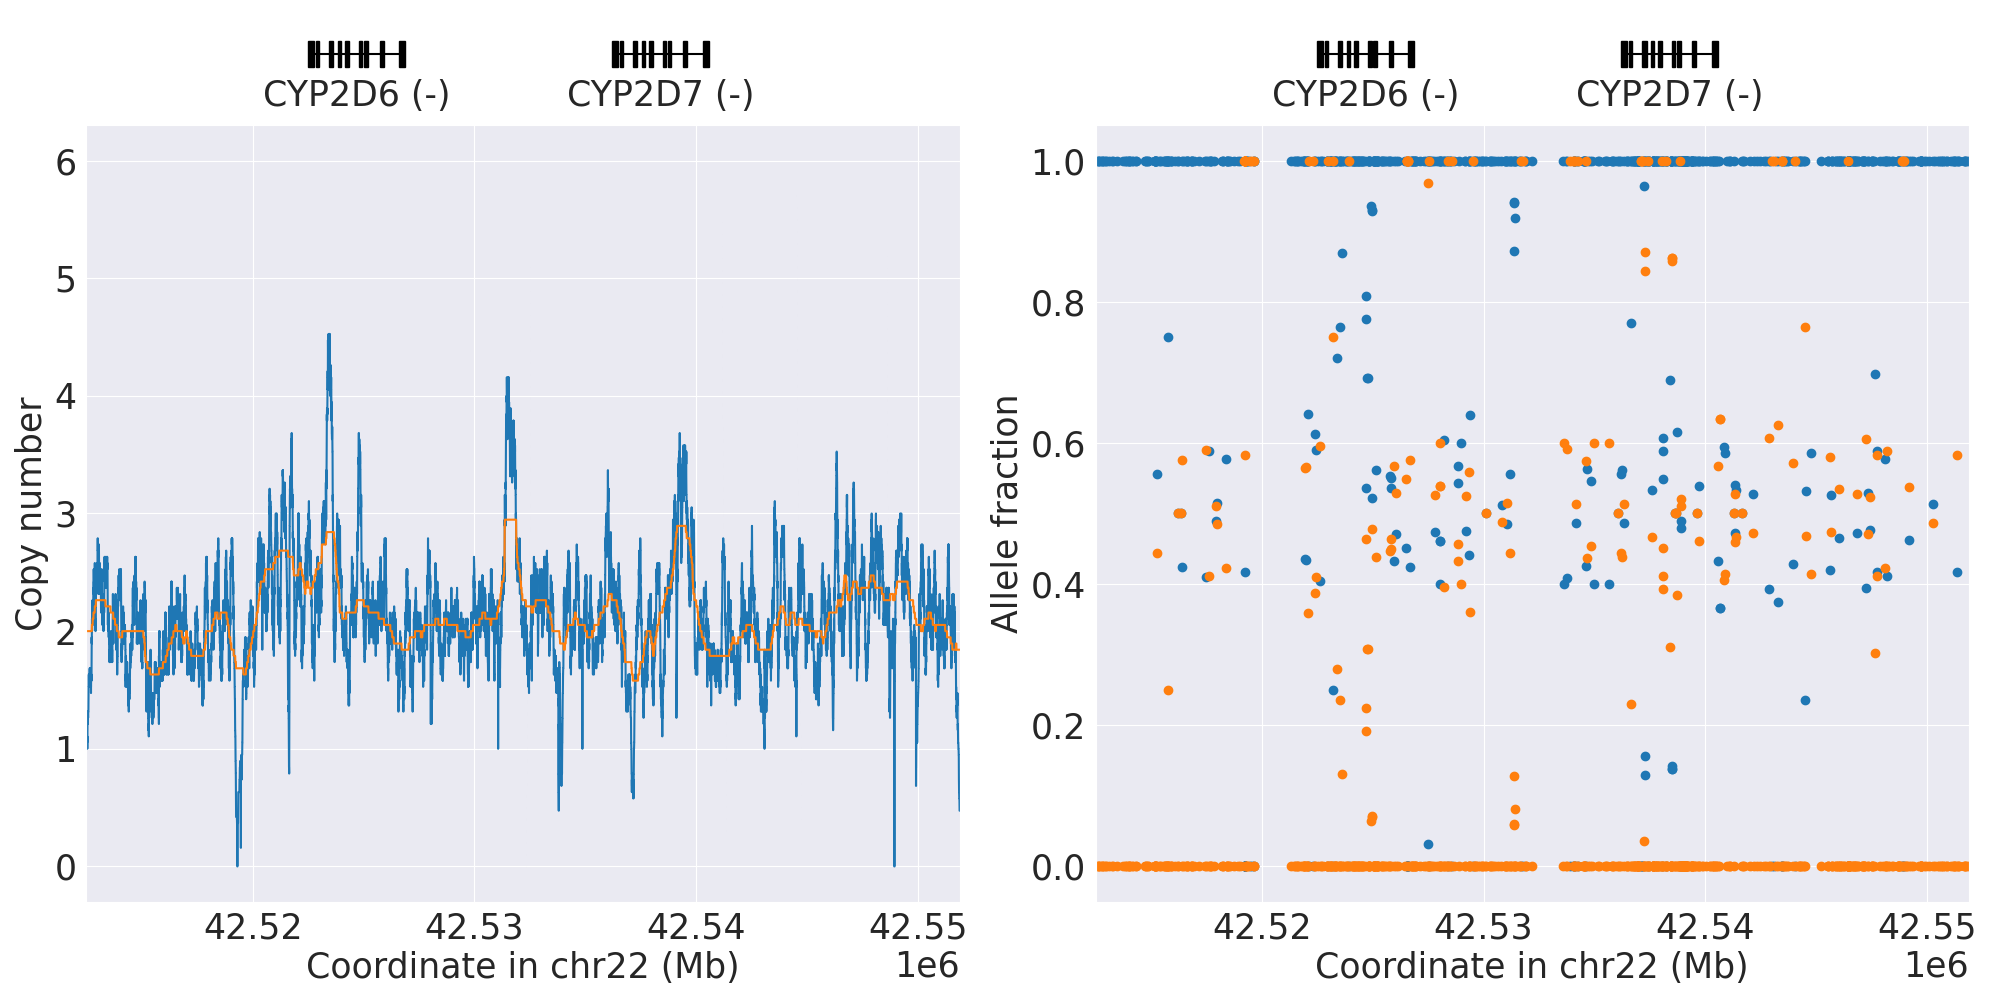 CYP2D6 (-) CYP2D7 (-)
6
5
4
3
2
1
0
Copy number
42.52 42.53 42.54 42.55
Coordinate in chr22 (Mb) 1e6
CYP2D6 (-) CYP2D7 (-)
1.0
0.8
0.6
0.4
0.2
0.0
Allele fraction
42.52 42.53 42.54 42.55
Coordinate in chr22 (Mb) 1e6